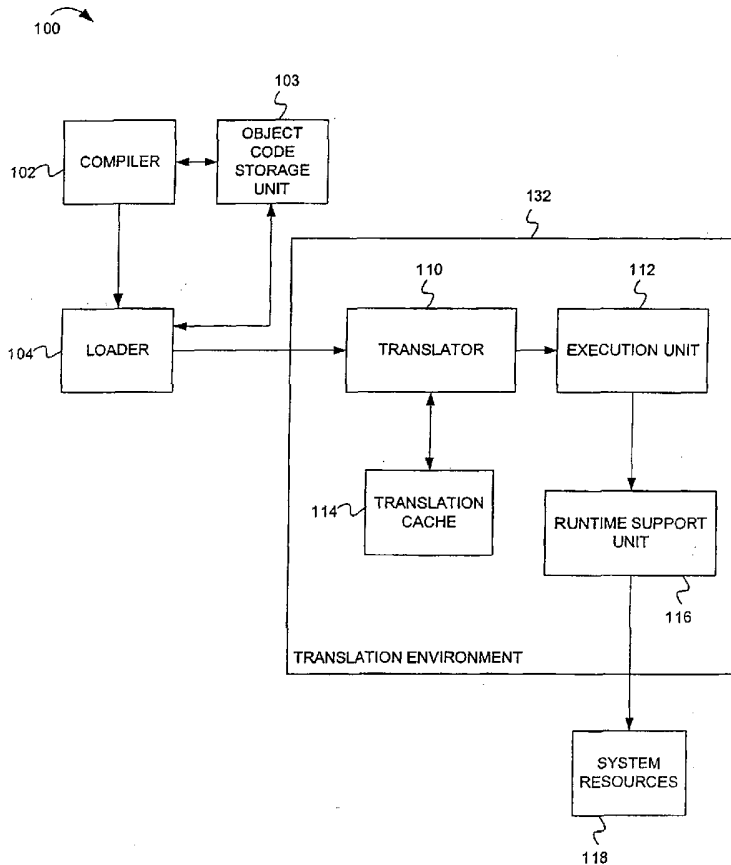 100
103
OBJECT
CODE
STORAGE
UNIT
102
COMPILER
132
110
112
104
LOADER
TRANSLATOR
EXECUTION UNIT
114
TRANSLATION
CACHE
RUNTIME SUPPORT
UNIT
116
TRANSLATION ENVIRONMENT
SYSTEM
RESOURCES
118